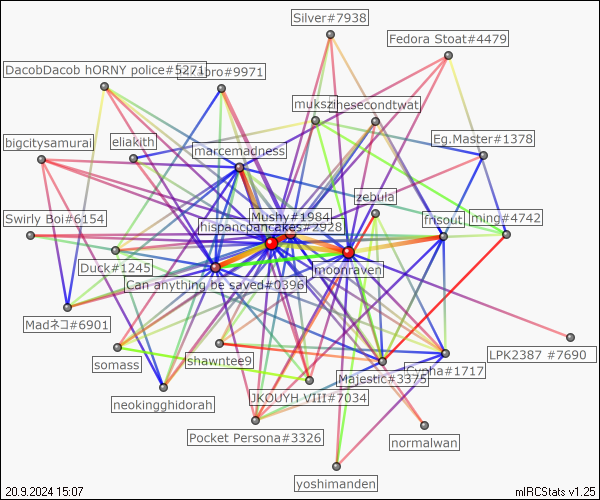 Silver#7938
Fedora Stoat#4479
DacobDacob hORNY police#5271
pro#9971
muksz
hesecondtwat
Eg.Master#1378
bigcitysamurai
eliakith
marcemadness
zebula
Swirly Boi#6154
Mushy#1984
hispancpancakes#2928
frisout
ming#4742
Duck#1245
moonraven
Can anything be saved#0396
Madネコ#6901
somass
shawntee9
LPK2387 #7690
Majestic#3375
Cypha#1717
neokingghidorah
JKOUYH VIII#7034
Pocket Persona#3326
normalwan
yoshimanden
20.9.2024 15:07
mIRCStats v1.25